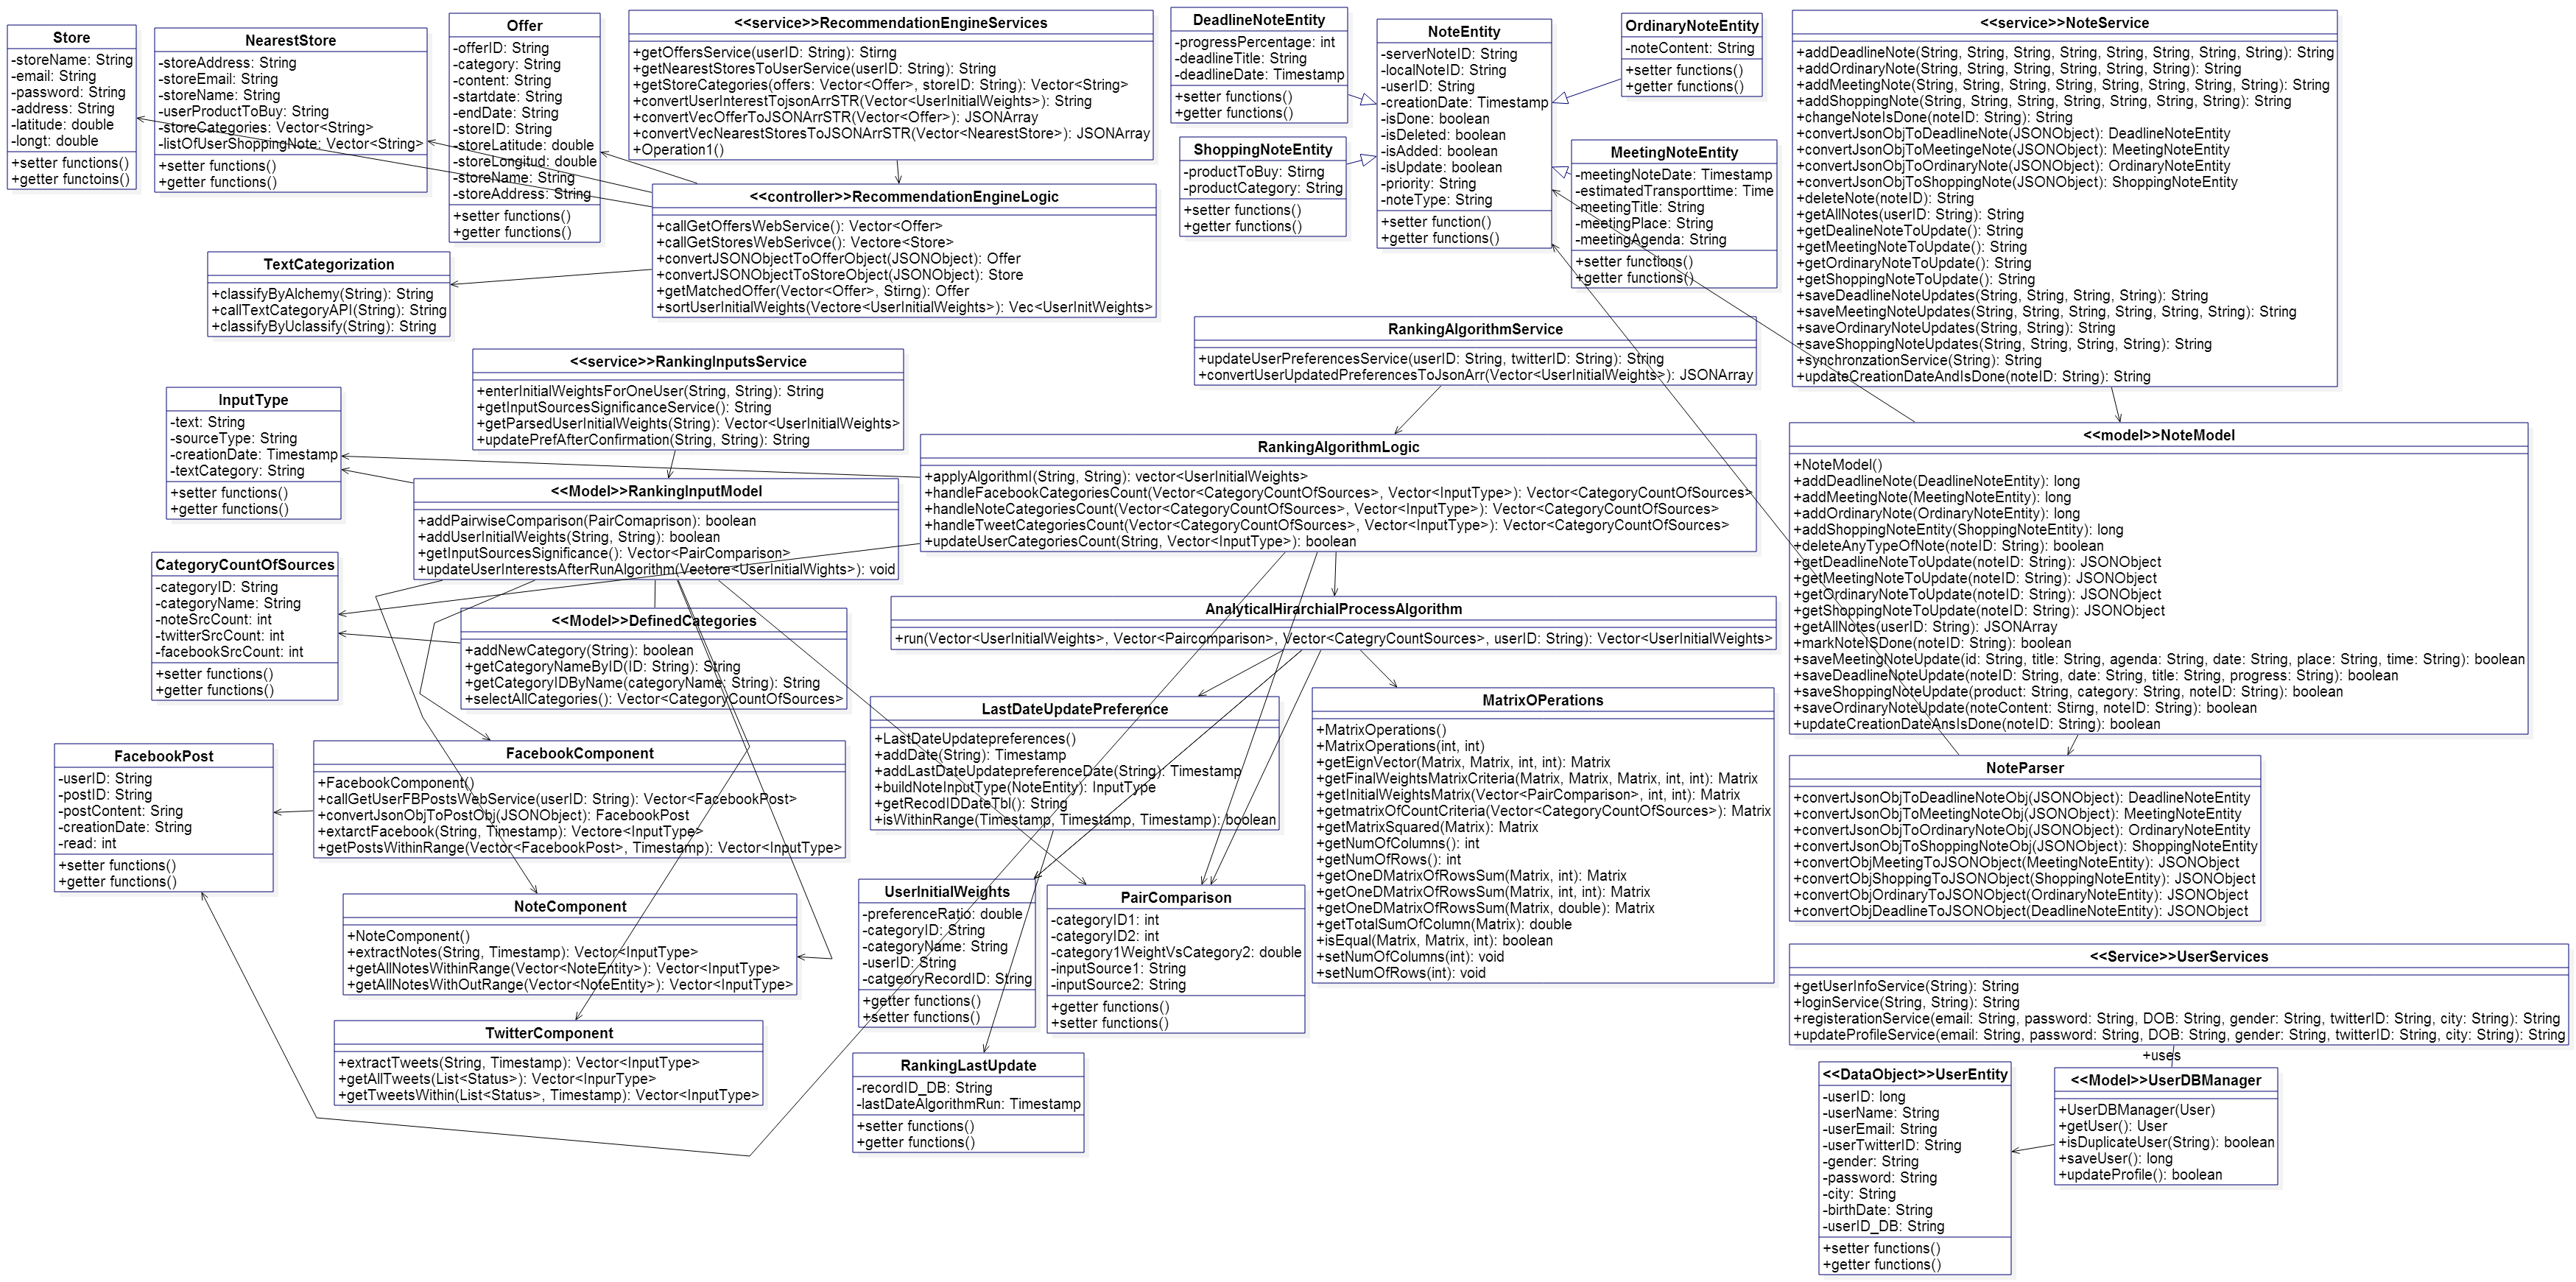 Store
-storeName: String
-email: String
-password: String
-address: String
-latitude: double
-longt: double
+setter functions()
+getter functoins()
NearestStore
-storeAddress: String
-storeEmail: String
-storeName: String
-userProductToBuy: String
-storeCategories: Vector<String>
-listOfUserShoppingNote: Vector<String>
+setter functions()
+getter functions()
Offer
-offerID: String
-category: String
-content: String
-startdate: String
-endDate: String
-storeID: String
-storeLatitude: double
-storeLongitud: double
-storeName: String
-storeAddress: String
+setter functions()
+getter functions()
<<service>>RecommendationEngineServices
+getOffersService(userID: String): Stirng
+getNearestStoresToUserService(userID: String): String
+getStoreCategories(offers: Vector<Offer>, storeID: String): Vector<String>
+convertUserInterestTojsonArrSTR(Vector<UserInitialWeights>): String
+convertVecOfferToJSONArrSTR(Vector<Offer>): JSONArray
+convertVecNearestStoresToJSONArrSTR(Vector<NearestStore>): JSONArray
+Operation1()
<<controller>>RecommendationEngineLogic
+callGetOffersWebService(): Vector<Offer>
+callGetStoresWebSerivce(): Vectore<Store>
+convertJSONObjectToOfferObject(JSONObject): Offer
+convertJSONObjectToStoreObject(JSONObject): Store
+getMatchedOffer(Vector<Offer>, Stirng): Offer
+sortUserInitialWeights(Vectore<UserInitialWeights>): Vec<UserInitWeights>
TextCategorization
+classifyByAlchemy(String): String
+callTextCategoryAPI(String): String
+classifyByUclassify(String): String
DeadlineNoteEntity
-progressPercentage: int
-deadlineTitle: String
-deadlineDate: Timestamp
+setter functions()
+getter functions()
ShoppingNoteEntity
-productToBuy: Stirng
-productCategory: String
+setter functions()
+getter functions()
NoteEntity
-serverNoteID: String
-localNoteID: String
-userID: String
-creationDate: Timestamp
-isDone: boolean
-isDeleted: boolean
-isAdded: boolean
-isUpdate: boolean
-priority: String
-noteType: String
+setter function()
+getter functions()
OrdinaryNoteEntity
-noteContent: String
+setter functions()
+getter functions()
MeetingNoteEntity
-meetingNoteDate: Timestamp
-estimatedTransporttime: Time
-meetingTitle: String
-meetingPlace: String
-meetingAgenda: String
+setter functions()
+getter functions()
<<service>>NoteService
+addDeadlineNote(String, String, String, String, String, String, String, String): String
+addOrdinaryNote(String, String, String, String, String, String): String
+addMeetingNote(String, String, String, String, String, String, String, String): String
+addShoppingNote(String, String, String, String, String, String, String): String
+changeNoteIsDone(noteID: String): String
+convertJsonObjToDeadlineNote(JSONObject): DeadlineNoteEntity
+convertJsonObjToMeetingeNote(JSONObject): MeetingNoteEntity
+convertJsonObjToOrdinaryNote(JSONObject): OrdinaryNoteEntity
+convertJsonObjToShoppingNote(JSONObject): ShoppingNoteEntity
+deleteNote(noteID): String
+getAllNotes(userID: String): String
+getDealineNoteToUpdate(): String
+getMeetingNoteToUpdate(): String
+getOrdinaryNoteToUpdate(): String
+getShoppingNoteToUpdate(): String
+saveDeadlineNoteUpdates(String, String, String, String): String
+saveMeetingNoteUpdates(String, String, String, String, String, String): String
+saveOrdinaryNoteUpdates(String, String): String
+saveShoppingNoteUpdates(String, String, String, String): String
+synchronzationService(String): String
+updateCreationDateAndIsDone(noteID: String): String
RankingAlgorithmService
+updateUserPreferencesService(userID: String, twitterID: String): String
+convertUserUpdatedPreferencesToJsonArr(Vector<UserInitialWeights>): JSONArray
<<service>>RankingInputsService
+enterInitialWeightsForOneUser(String, String): String
+getInputSourcesSignificanceService(): String
+getParsedUserInitialWeights(String): Vector<UserInitialWeights>
+updatePrefAfterConfirmation(String, String): String
InputType
-text: String
-sourceType: String
-creationDate: Timestamp
-textCategory: String
+setter functions()
+getter functions()
<<Model>>RankingInputModel
+addPairwiseComparison(PairComaprison): boolean
+addUserInitialWeights(String, String): boolean
+getInputSourcesSignificance(): Vector<PairComparison>
+updateUserInterestsAfterRunAlgorithm(Vectore<UserInitialWights>): void
RankingAlgorithmLogic
+applyAlgorithmI(String, String): vector<UserInitialWeights>
+handleFacebookCategoriesCount(Vector<CategoryCountOfSources>, Vector<InputType>): Vector<CategoryCountOfSources>
+handleNoteCategoriesCount(Vector<CategoryCountOfSources>, Vector<InputType>): Vector<CategoryCountOfSources>
+handleTweetCategoriesCount(Vector<CategoryCountOfSources>, Vector<InputType>): Vector<CategoryCountOfSources>
+updateUserCategoriesCount(String, Vector<InputType>): boolean
<<model>>NoteModel
+NoteModel()
+addDeadlineNote(DeadlineNoteEntity): long
+addMeetingNote(MeetingNoteEntity): long
+addOrdinaryNote(OrdinaryNoteEntity): long
+addShoppingNoteEntity(ShoppingNoteEntity): long
+deleteAnyTypeOfNote(noteID: String): boolean
+getDeadlineNoteToUpdate(noteID: String): JSONObject
+getMeetingNoteToUpdate(noteID: String): JSONObject
+getOrdinaryNoteToUpdate(noteID: String): JSONObject
+getShoppingNoteToUpdate(noteID: String): JSONObject
+getAllNotes(userID: String): JSONArray
+markNoteISDone(noteID: String): boolean
+saveMeetingNoteUpdate(id: String, title: String, agenda: String, date: String, place: String, time: String): boolean
+saveDeadlineNoteUpdate(noteID: String, date: String, title: String, progress: String): boolean
+saveShoppingNoteUpdate(product: String, category: String, noteID: String): boolean
+saveOrdinaryNoteUpdate(noteContent: Stirng, noteID: String): boolean
+updateCreationDateAnsIsDone(noteID: String): boolean
CategoryCountOfSources
-categoryID: String
-categoryName: String
-noteSrcCount: int
-twitterSrcCount: int
-facebookSrcCount: int
+setter functions()
+getter functions()
<<Model>>DefinedCategories
+addNewCategory(String): boolean
+getCategoryNameByID(ID: String): String
+getCategoryIDByName(categoryName: String): String
+selectAllCategories(): Vector<CategoryCountOfSources>
AnalyticalHirarchialProcessAlgorithm
+run(Vector<UserInitialWeights>, Vector<Paircomparison>, Vector<CategryCountSources>, userID: String): Vector<UserInitialWeights>
LastDateUpdatePreference
+LastDateUpdatepreferences()
+addDate(String): Timestamp
+addLastDateUpdatepreferenceDate(String): Timestamp
+buildNoteInputType(NoteEntity): InputType
+getRecodIDDateTbl(): String
+isWithinRange(Timestamp, Timestamp, Timestamp): boolean
MatrixOPerations
+MatrixOperations()
+MatrixOperations(int, int)
+getEignVector(Matrix, Matrix, int, int): Matrix
+getFinalWeightsMatrixCriteria(Matrix, Matrix, Matrix, int, int): Matrix
+getInitialWeightsMatrix(Vector<PairComparison>, int, int): Matrix
+getmatrixOfCountCriteria(Vector<CategoryCountOfSources>): Matrix
+getMatrixSquared(Matrix): Matrix
+getNumOfColumns(): int
+getNumOfRows(): int
+getOneDMatrixOfRowsSum(Matrix, int): Matrix
+getOneDMatrixOfRowsSum(Matrix, int, int): Matrix
+getOneDMatrixOfRowsSum(Matrix, double): Matrix
+getTotalSumOfColumn(Matrix): double
+isEqual(Matrix, Matrix, int): boolean
+setNumOfColumns(int): void
+setNumOfRows(int): void
FacebookPost
-userID: String
-postID: String
-postContent: Sring
-creationDate: String
-read: int
+setter functions()
+getter functions()
FacebookComponent
+FacebookComponent()
+callGetUserFBPostsWebService(userID: String): Vector<FacebookPost>
+convertJsonObjToPostObj(JSONObject): FacebookPost
+extarctFacebook(String, Timestamp): Vectore<InputType>
+getPostsWithinRange(Vector<FacebookPost>, Timestamp): Vector<InputType>
NoteParser
+convertJsonObjToDeadlineNoteObj(JSONObject): DeadlineNoteEntity
+convertJsonObjToMeetingNoteObj(JSONObject): MeetingNoteEntity
+convertJsonObjToOrdinaryNoteObj(JSONObject): OrdinaryNoteEntity
+convertJsonObjToShoppingNoteObj(JSONObject): ShoppingNoteEntity
+convertObjMeetingToJSONObject(MeetingNoteEntity): JSONObject
+convertObjShoppingToJSONObject(ShoppingNoteEntity): JSONObject
+convertObjOrdinaryToJSONObject(OrdinaryNoteEntity): JSONObject
+convertObjDeadlineToJSONObject(DeadlineNoteEntity): JSONObject
NoteComponent
+NoteComponent()
+extractNotes(String, Timestamp): Vector<InputType>
+getAllNotesWithinRange(Vector<NoteEntity>): Vector<InputType>
+getAllNotesWithOutRange(Vector<NoteEntity>): Vector<InputType>
UserInitialWeights
-preferenceRatio: double
-categoryID: String
-categoryName: String
-userID: String
-catgeoryRecordID: String
+getter functions()
+setter functions()
PairComparison
-categoryID1: int
-categoryID2: int
-category1WeightVsCategory2: double
-inputSource1: String
-inputSource2: String
+getter functions()
+setter functions()
TwitterComponent
+extractTweets(String, Timestamp): Vector<InputType>
+getAllTweets(List<Status>): Vector<InpurType>
+getTweetsWithin(List<Status>, Timestamp): Vector<InputType>
RankingLastUpdate
-recordID_DB: String
-lastDateAlgorithmRun: Timestamp
+setter functions()
+getter functions()
<<Service>>UserServices
+getUserInfoService(String): String
+loginService(String, String): String
+registerationService(email: String, password: String, DOB: String, gender: String, twitterID: String, city: String): String
+updateProfileService(email: String, password: String, DOB: String, gender: String, twitterID: String, city: String): String
+uses
<<DataObject>>UserEntity
-userID: long
-userName: String
-userEmail: String
-userTwitterID: String
-gender: String
-password: String
-city: String
-birthDate: String
-userID_DB: String
+setter functions()
+getter functions()
<<Model>>UserDBManager
+UserDBManager(User)
+getUser(): User
+isDuplicateUser(String): boolean
+saveUser(): long
+updateProfile(): boolean